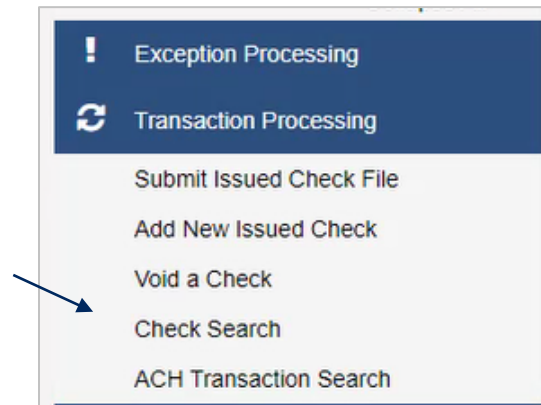 Exception Processing
Transaction Processing
Submit Issued Check File
Add New Issued Check
Void a Check
Check Search
ACH Transaction Search